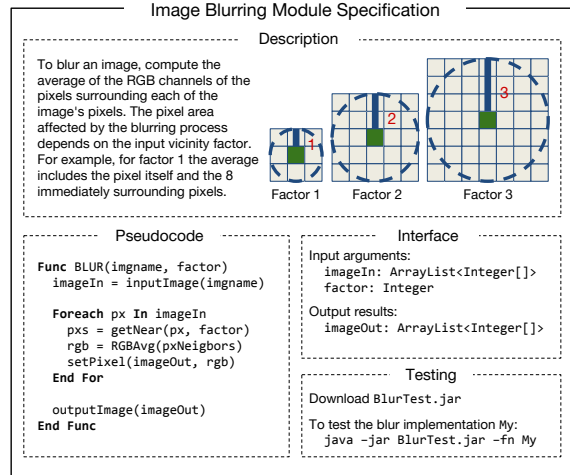 Image Blurring Module Specification
Description
To blur an image, compute the
average of the RGB channels of the
pixels surrounding each of the
image's pixels. The pixel area
affected by the blurring process
depends on the input vicinity factor.
For example, for factor 1 the average
includes the pixel itself and the 8
immediately surrounding pixels.
1
2
3
Factor 1
Factor 2
Factor 3
Pseudocode
Func BLUR(imgname, factor)
imageIn = inputImage(imgname)
Foreach px In imageIn
pxs = getNear(px, factor)
rgb = RGBAvg(pxNeigbors)
setPixel(imageOut, rgb)
End For
outputImage(imageOut)
End Func
Interface
Input arguments:
imageIn: ArrayList<Integer[]>
factor: Integer
Output results:
imageOut: ArrayList<Integer[]>
Testing
Download BlurTest.jar
To test the blur implementation My:
java -jar BlurTest.jar -fn My